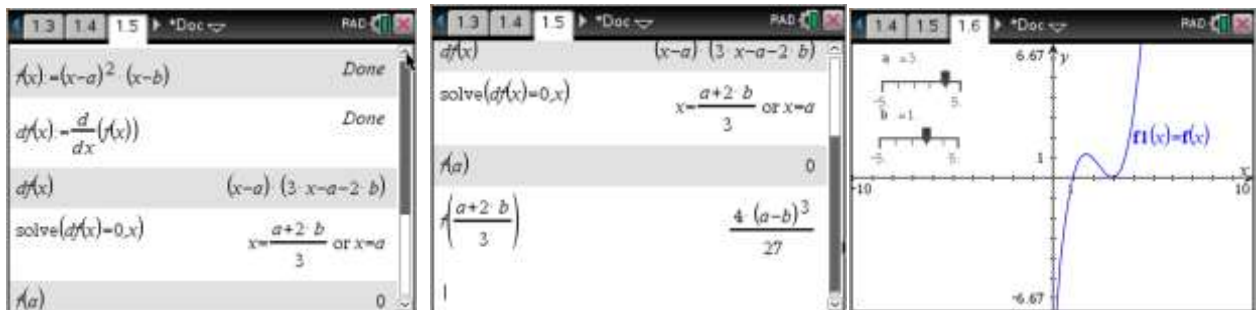 1.3 1.4 1.5 *Doc RAD
f(x):=(x-a)² · (x-b) Done
df(x):=d/dx(f(x)) Done
df(x) (x-a) · (3 · x-a-2 · b)
solve(df(x)=0,x) x=(a+2 · b)/3 or x=a
f(a) 0
1.3 1.4 1.5 *Doc RAD
df(x) (x-a) · (3 · x-a-2 · b)
solve(df(x)=0,x) x=(a+2 · b)/3 or x=a
f(a) 0
f((a+2 · b)/3) 4 · (a-b)³/27
1.4 1.5 1.6 *Doc RAD
6.67 y
a =3
-5. 5.
b =1
-5. 5.
f1(x)=f(x)
1
x
-10 1 10
-6.67